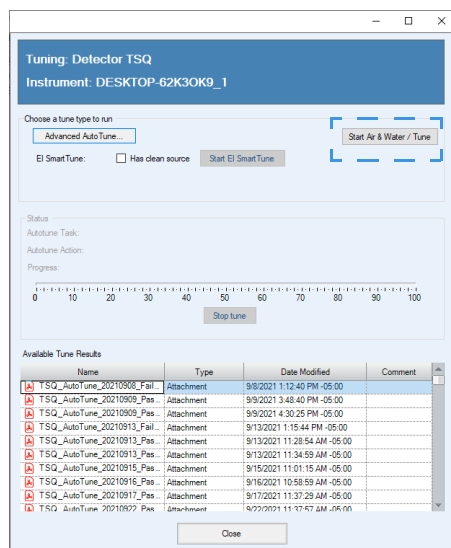 Tuning: Detector TSQ
Instrument: DESKTOP-62K3OK9_1
Choose a tune type to run
Advanced AutoTune... Start Air & Water / Tune
EI SmartTune: Has clean source Start EI SmartTune
Status
Autotune Task:
Autotune Action:
Progress:
0 10 20 30 40 50 60 70 80 90 100
Stop tune
Available Tune Results
Name Type Date Modified Comment
TSQ_AutoTune_20210908_Fail... Attachment 9/8/2021 1:12:40 PM -05:00
TSQ_AutoTune_20210909_Pas... Attachment 9/9/2021 3:48:40 PM -05:00
TSQ_AutoTune_20210909_Pas... Attachment 9/9/2021 4:30:25 PM -05:00
TSQ_AutoTune_20210913_Fail... Attachment 9/13/2021 1:15:44 PM -05:00
TSQ_AutoTune_20210913_Pas... Attachment 9/13/2021 11:28:54 AM -05:00
TSQ_AutoTune_20210913_Pas... Attachment 9/13/2021 11:34:59 AM -05:00
TSQ_AutoTune_20210915_Pas... Attachment 9/15/2021 11:01:15 AM -05:00
TSQ_AutoTune_20210916_Pas... Attachment 9/16/2021 10:58:59 AM -05:00
TSQ_AutoTune_20210917_Pas... Attachment 9/17/2021 11:37:29 AM -05:00
TSQ_AutoTune_20210922_Pas... Attachment 9/22/2021 11:37:57 AM -05:00
Close